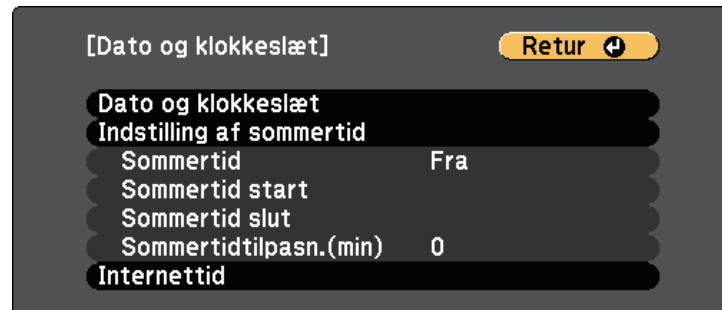 [Dato og klokkeslæt] Retur
Dato og klokkeslæt
Indstilling af sommertid
Sommertid Fra
Sommertid start
Sommertid slut
Sommertidtilpasn.(min) 0
Internettid